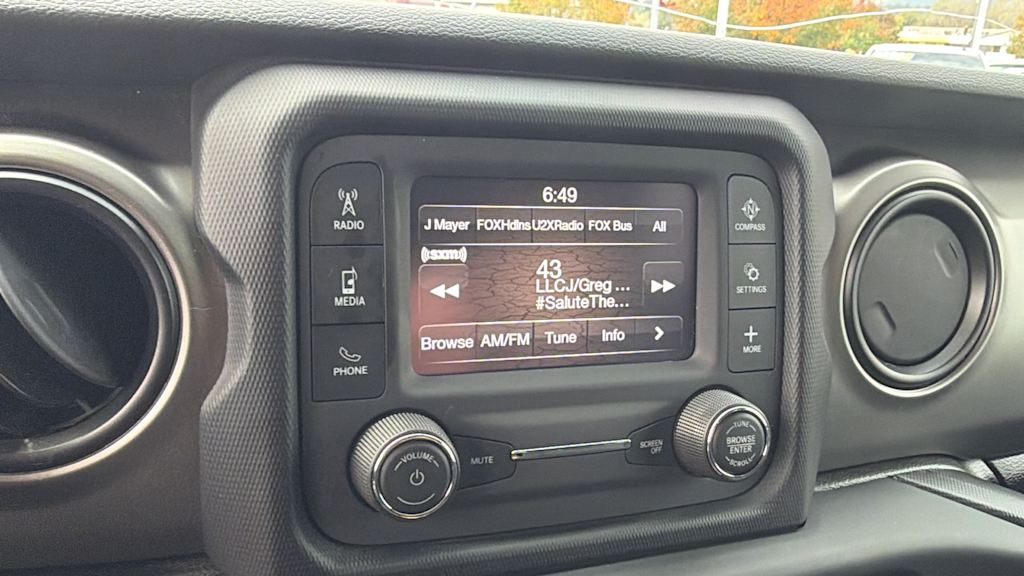 6:49
J Mayer FOXHdlns U2XRadio FOX Bus All
((sxm))
43
LLCJ/Greg ...
#SaluteThe...
Browse AM/FM Tune Info
RADIO
MEDIA
PHONE
N
COMPASS
SETTINGS
MORE
VOLUME
MUTE
SCREEN
OFF
TUNE
BROWSE
ENTER
SCROLL